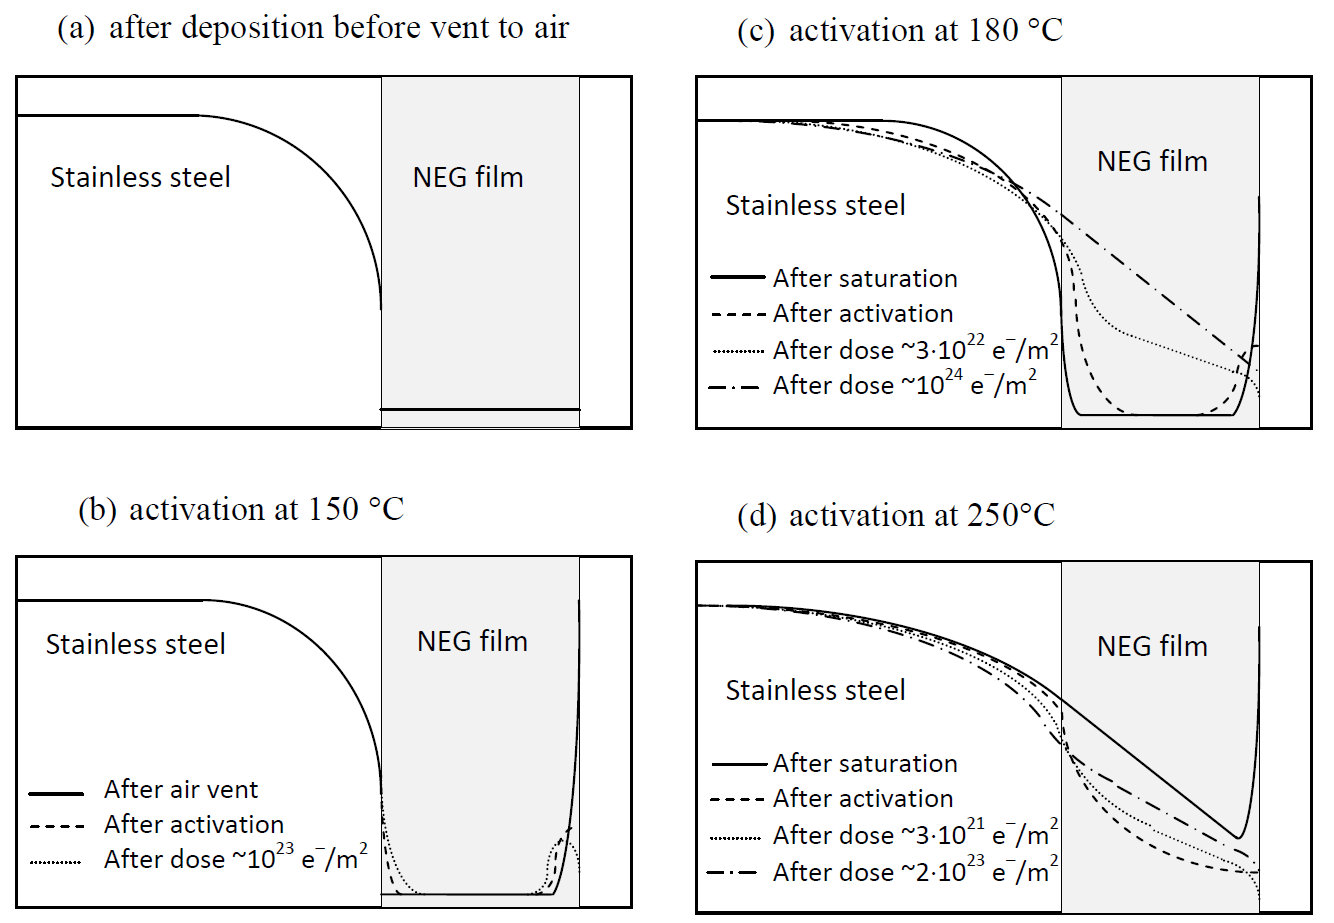 (a) after deposition before vent to air
Stainless steel
NEG film
(b) activation at 150 °C
Stainless steel
NEG film
After air vent
After activation
After dose ~10²³ e⁻/m²
(c) activation at 180 °C
NEG film
Stainless steel
After saturation
After activation
After dose ~3·10²² e⁻/m²
After dose ~10²⁴ e⁻/m²
(d) activation at 250°C
NEG film
Stainless steel
After saturation
After activation
After dose ~3·10²¹ e⁻/m²
After dose ~2·10²³ e⁻/m²